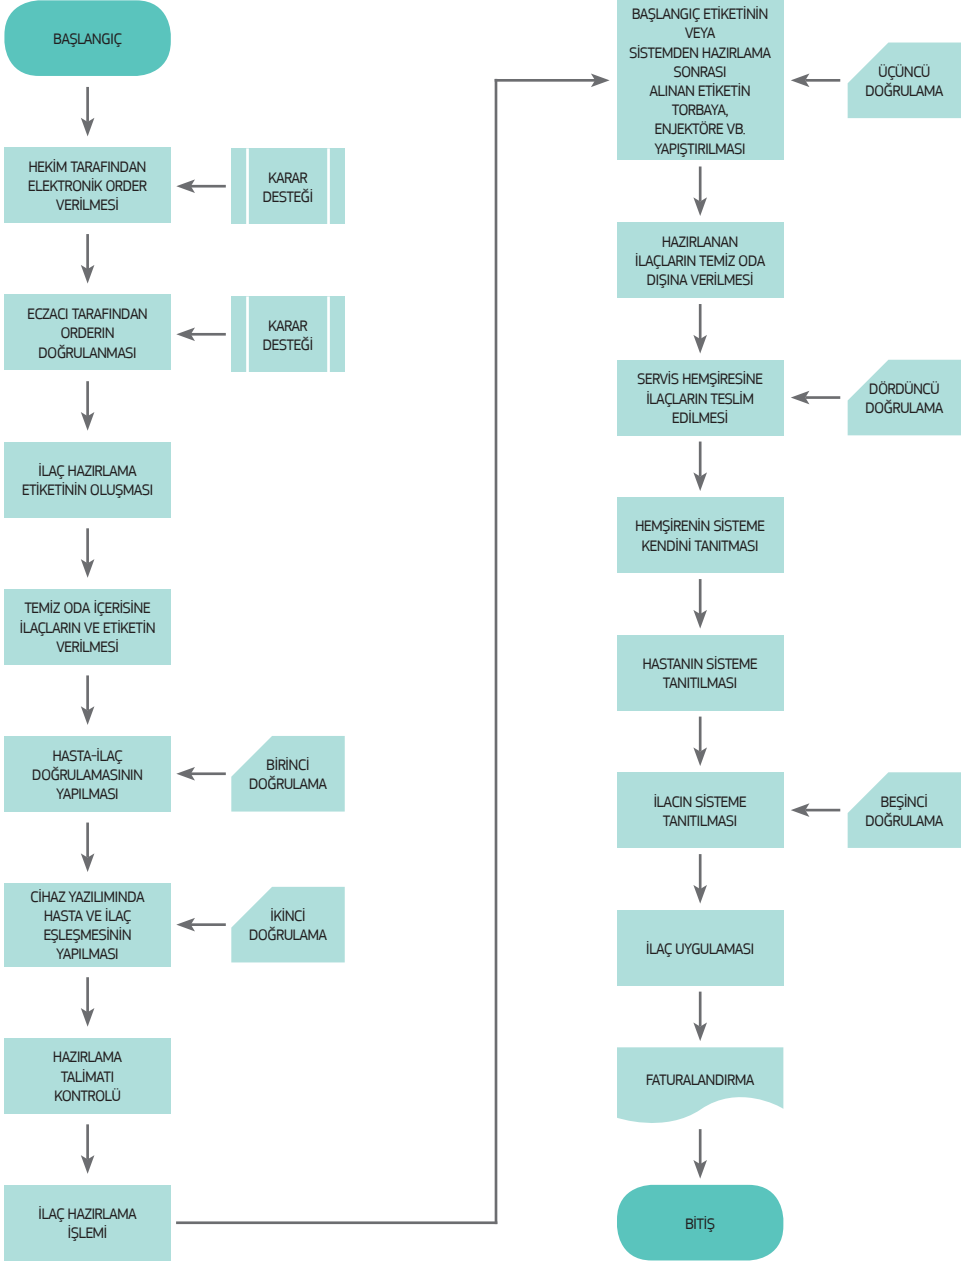 BAŞLANGIÇ
HEKİM TARAFINDAN
ELEKTRONİK ORDER
VERİLMESİ
KARAR
DESTEĞİ
ECZACI TARAFINDAN
ORDERIN
DOĞRULANMASI
KARAR
DESTEĞİ
İLAÇ HAZIRLAMA
ETİKETİNİN OLUŞMASI
TEMİZ ODA İÇERİSİNE
İLAÇLARIN VE ETİKETİN
VERİLMESİ
HASTA-İLAÇ
DOĞRULAMASININ
YAPILMASI
BİRİNCİ
DOĞRULAMA
CİHAZ YAZILIMINDA
HASTA VE İLAÇ
EŞLEŞMESİNİN
YAPILMASI
İKİNCİ
DOĞRULAMA
HAZIRLAMA
TALİMATI
KONTROLÜ
İLAÇ HAZIRLAMA
İŞLEMİ
BAŞLANGIÇ ETİKETİNİN
VEYA
SİSTEMDEN HAZIRLAMA
SONRASI
ALINAN ETİKETİN
TORBAYA,
ENJEKTÖRE VB.
YAPIŞTIRILMASI
ÜÇÜNCÜ
DOĞRULAMA
HAZIRLANAN
İLAÇLARIN TEMİZ ODA
DIŞINA VERİLMESİ
SERVİS HEMŞİRESİNE
İLAÇLARIN TESLİM
EDİLMESİ
DÖRDÜNCÜ
DOĞRULAMA
HEMŞİRENİN SİSTEME
KENDİNİ TANITMASI
HASTANIN SİSTEME
TANITILMASI
İLACIN SİSTEME
TANITILMASI
BEŞİNCİ
DOĞRULAMA
İLAÇ UYGULAMASI
FATURALANDIRMA
BİTİŞ